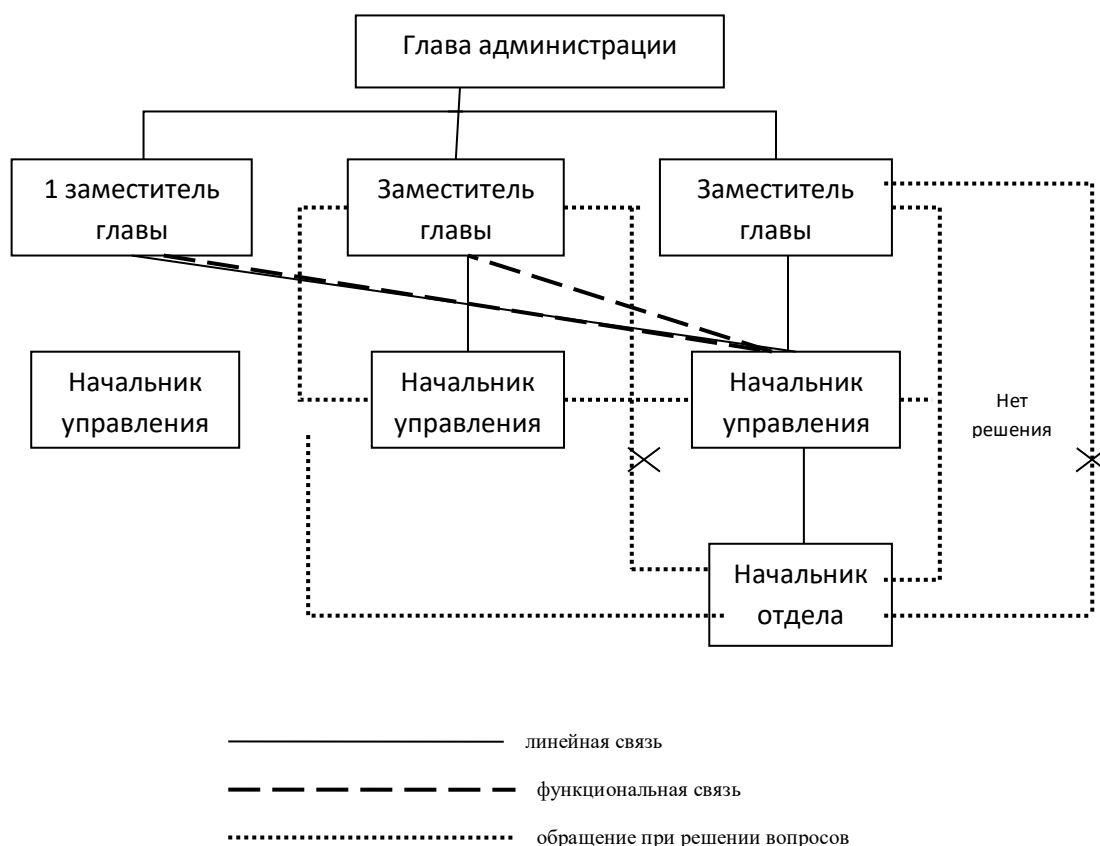 Глава администрации
1 заместитель
главы
Заместитель
главы
Заместитель
главы
Начальник
управления
Начальник
управления
Начальник
управления
Нет
решения
Начальник
отдела
линейная связь
функциональная связь
обращение при решении вопросов